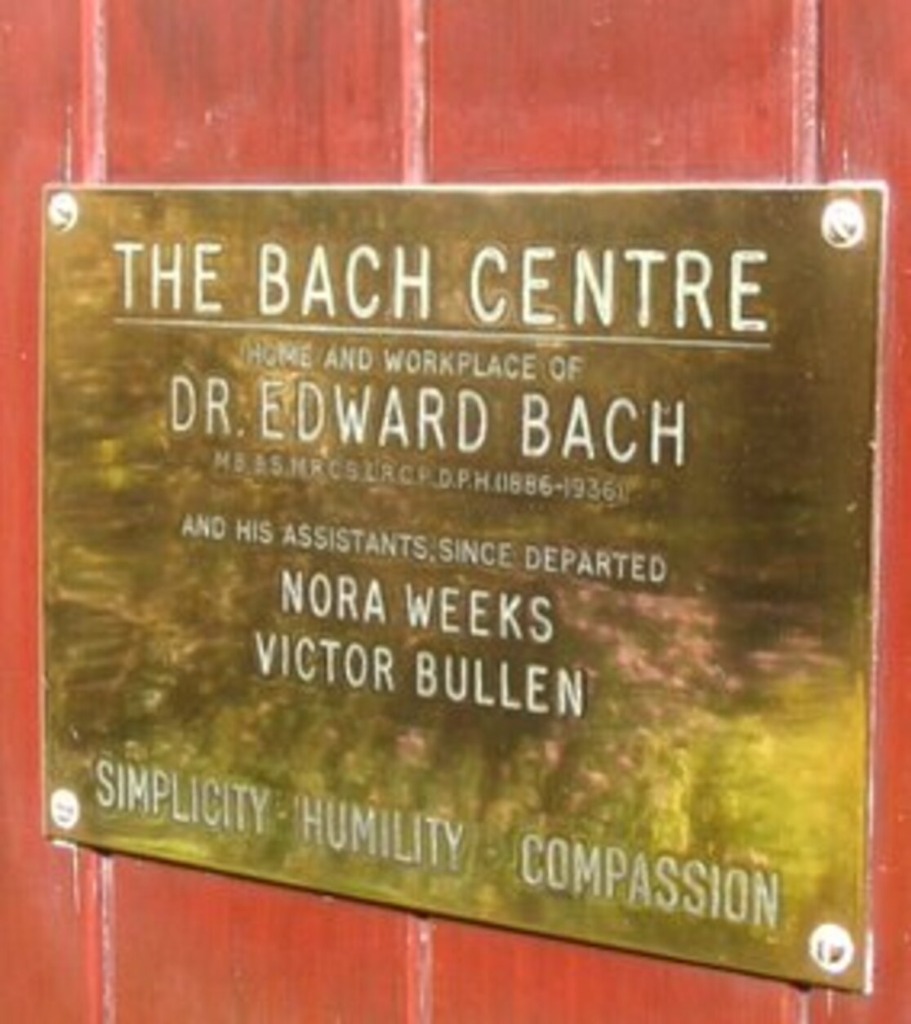 THE BACH CENTRE
HOME AND WORKPLACE OF
DR. EDWARD BACH
M.B. B.S. M.R.C.S. L.R.C.P. D.P.H. (1886-1936)
AND HIS ASSISTANTS, SINCE DEPARTED
NORA WEEKS
VICTOR BULLEN
SIMPLICITY · HUMILITY · COMPASSION